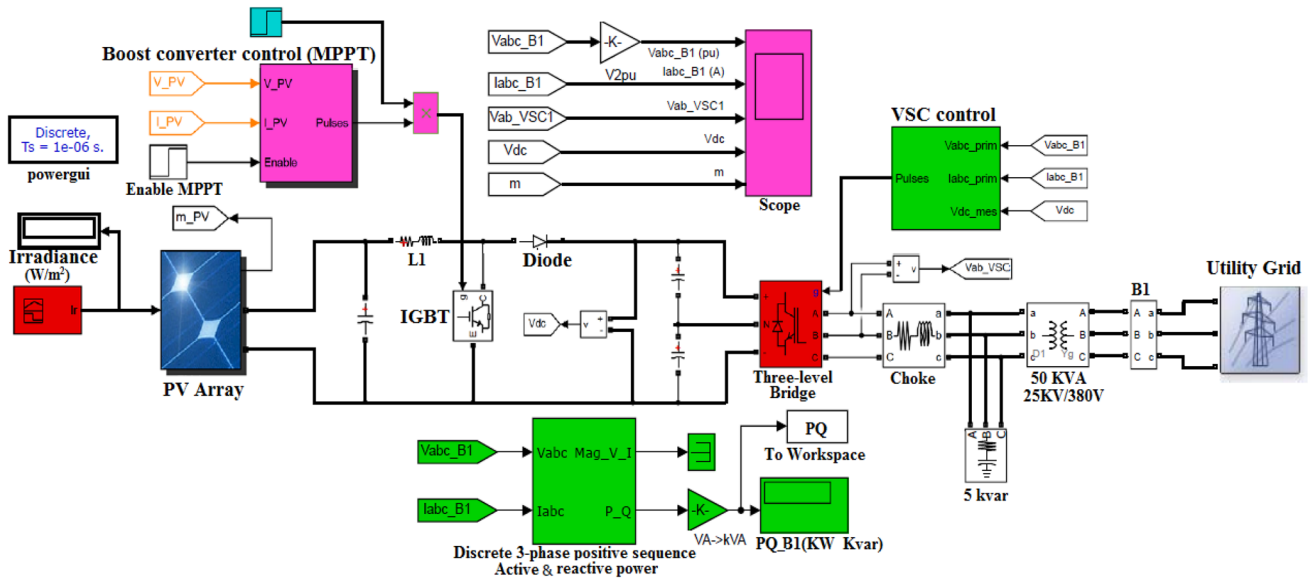 Boost converter control (MPPT)
V_PV
I_PV
V_PV
I_PV
Enable
Pulses
×
Enable MPPT
Discrete,
Ts = 1e-06 s.
powergui
Vabc_B1
-K-
V2pu
Vabc_B1 (pu)
Iabc_B1
Iabc_B1 (A)
Vab_VSC1
Vab_VSC1
Vdc
Vdc
m
m
Scope
VSC control
Vabc_prim
Iabc_prim
Vdc_mes
Pulses
Vabc_B1
Iabc_B1
Vdc
m_PV
Irradiance
(W/m²)
Ir
PV Array
L1
Diode
g
C
E
IGBT
Vdc
v
+
-
+
N
-
g
A
B
C
Three-level
Bridge
+
-
v
Vab_VSC
A
B
C
a
b
c
Choke
a
b
c
A
B
C
D1
Yg
50 KVA
25KV/380V
B1
A
B
C
a
b
c
Utility Grid
A
B
C
5 kvar
Vabc_B1
Iabc_B1
Vabc
Mag_V_I
Iabc
P_Q
Discrete 3-phase positive sequence
Active & reactive power
-K-
VA->kVA
PQ
To Workspace
PQ_B1(KW Kvar)